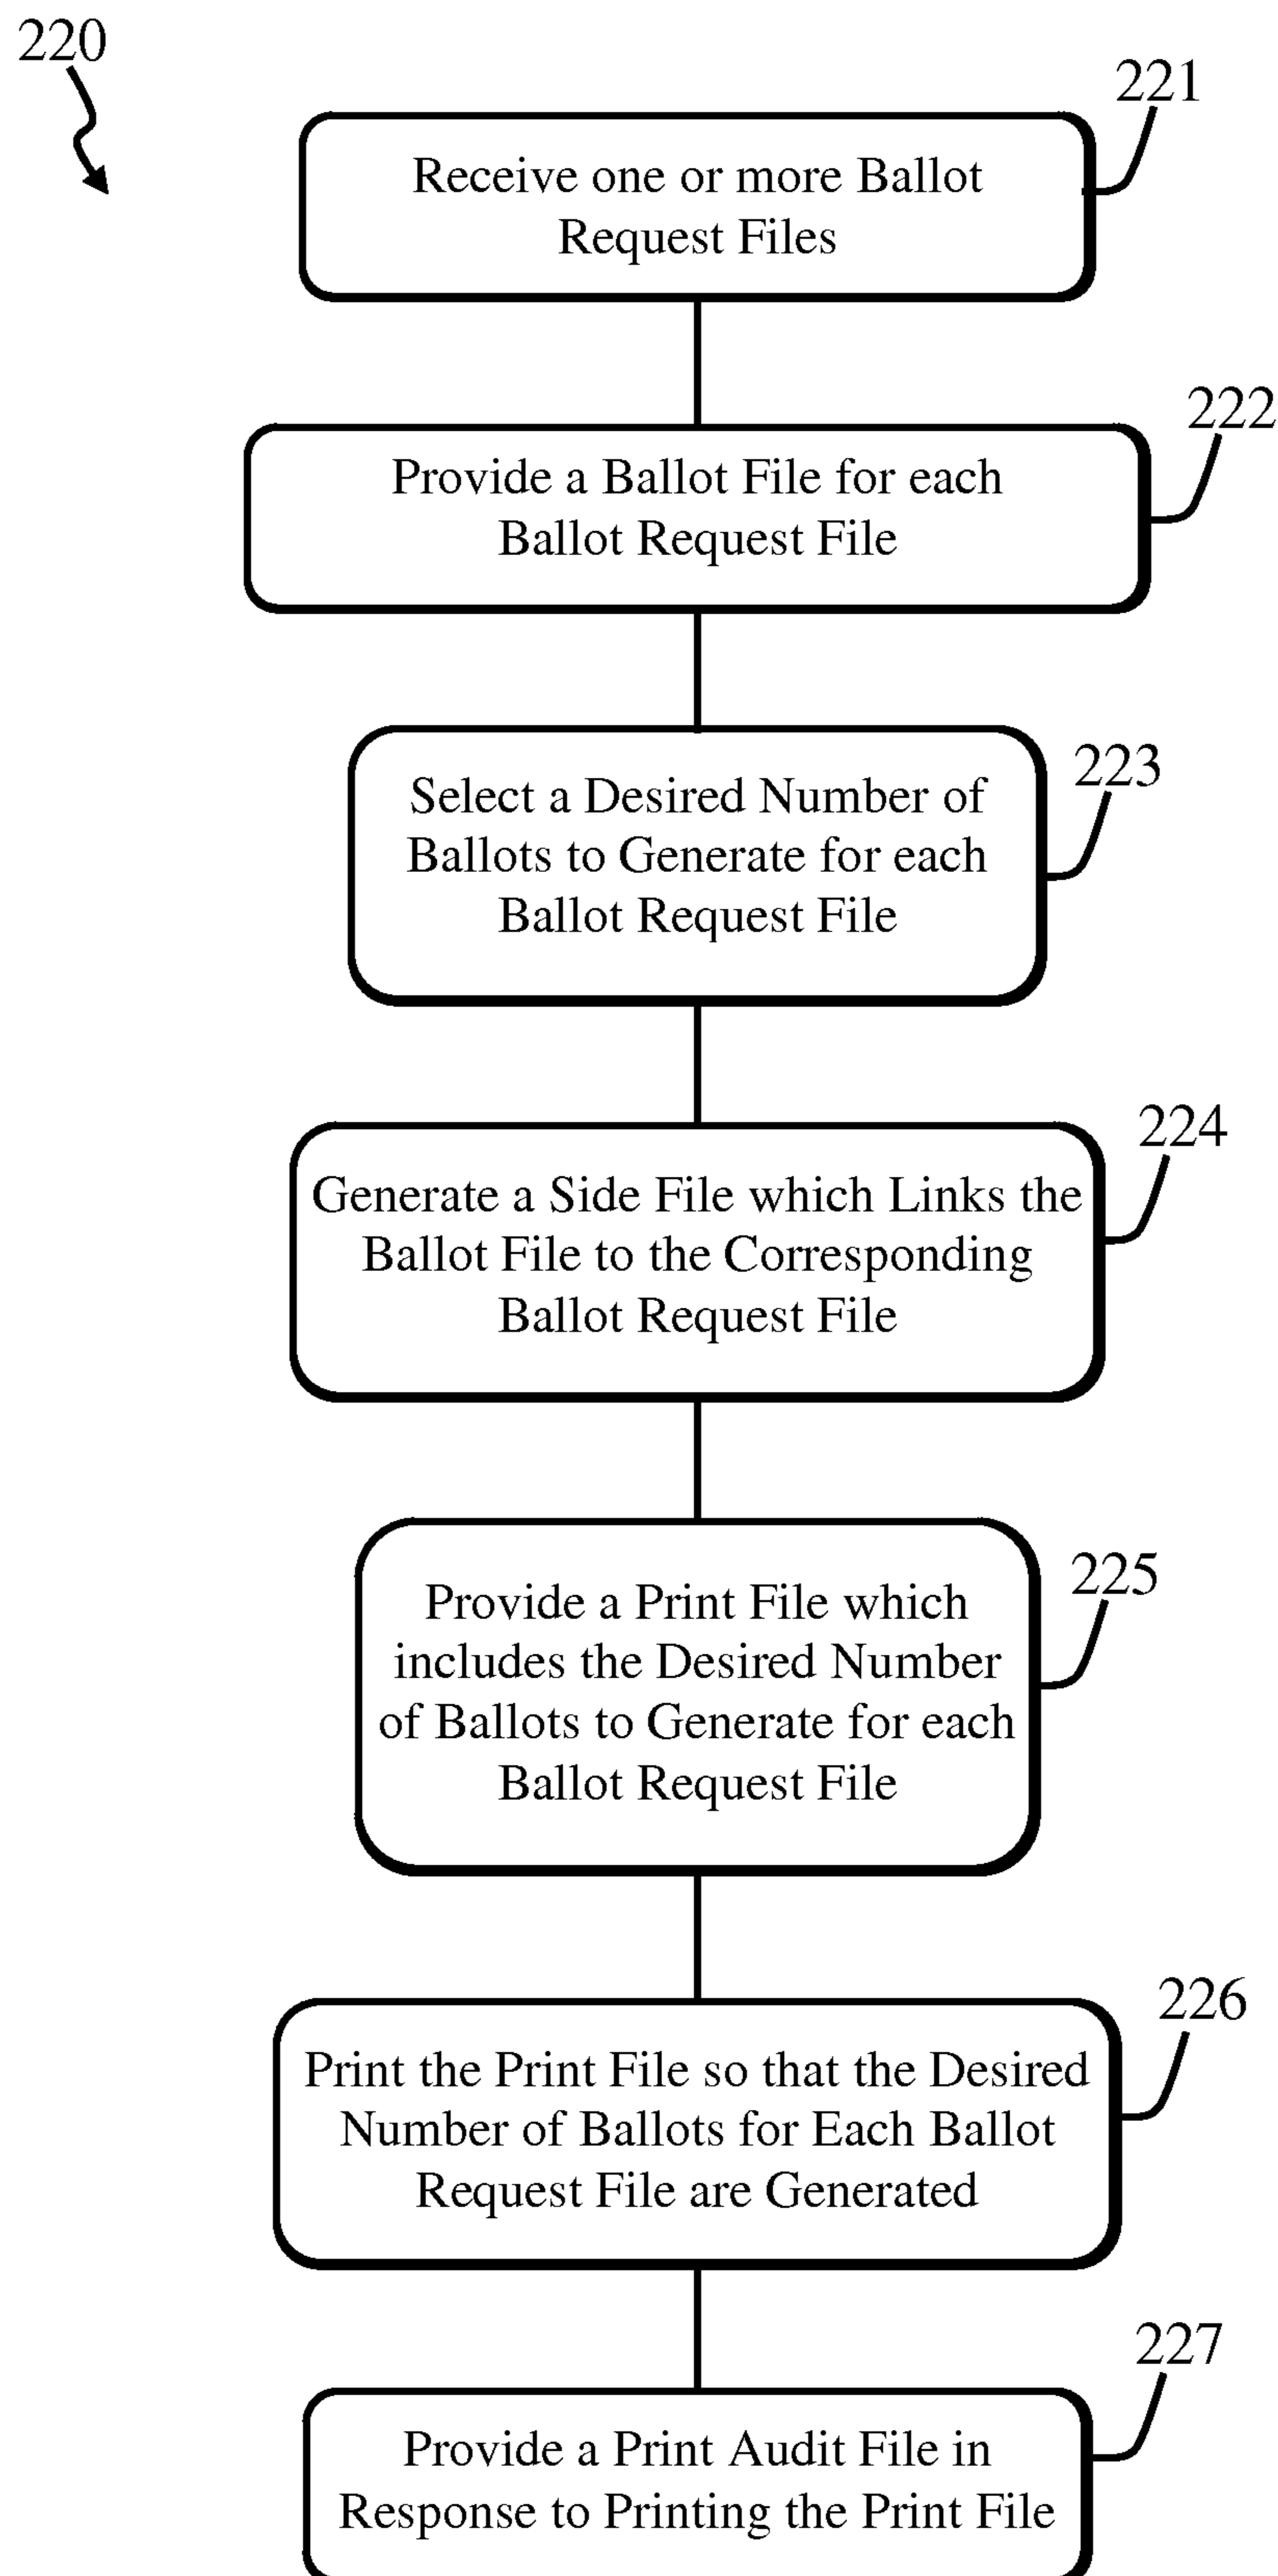 220
221
Receive one or more Ballot
Request Files
222
Provide a Ballot File for each
Ballot Request File
223
Select a Desired Number of
Ballots to Generate for each
Ballot Request File
224
Generate a Side File which Links the
Ballot File to the Corresponding
Ballot Request File
225
Provide a Print File which
includes the Desired Number
of Ballots to Generate for each
Ballot Request File
226
Print the Print File so that the Desired
Number of Ballots for Each Ballot
Request File are Generated
227
Provide a Print Audit File in
Response to Printing the Print File